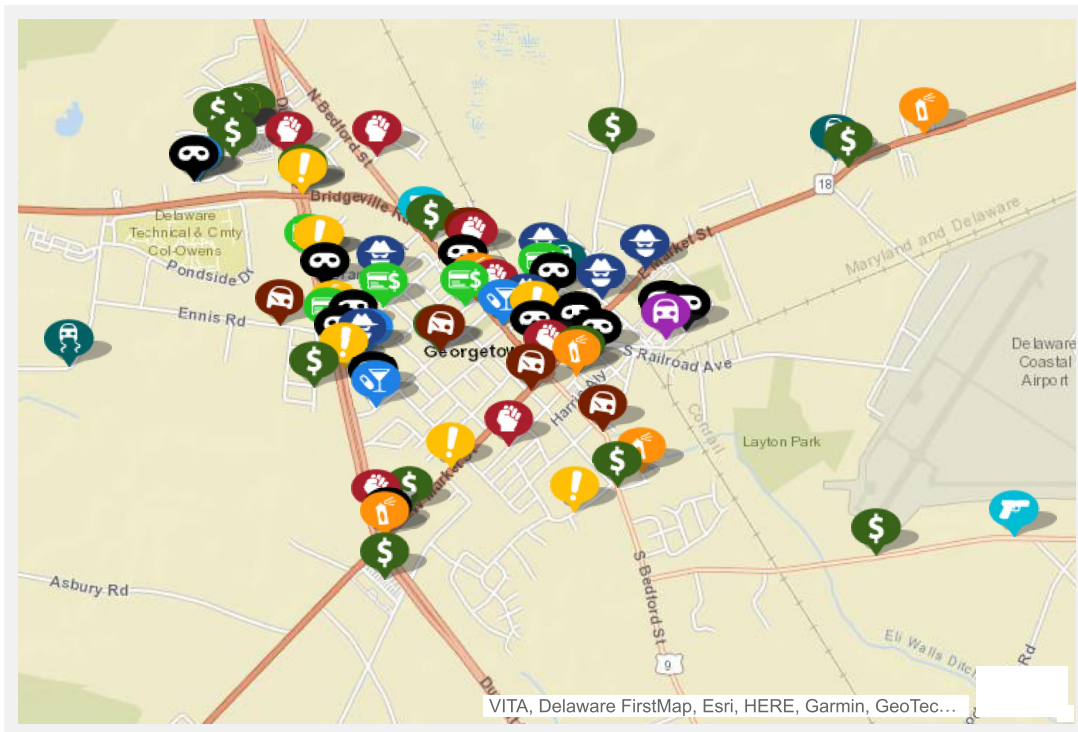 N Bedford St
18
Bridgeville
Delaware
Technical & Cmty
Col-Owens
E Market St
Maryland and Delaware
Pondside Dr
Ennis Rd
Delaware
Coastal
Airport
S Railroad Ave
Harris Aly
Conrail
Layton Park
S Bedford St
Asbury Rd
Eli Walls Ditch
Rd
9
VITA, Delaware FirstMap, Esri, HERE, Garmin, GeoTec…